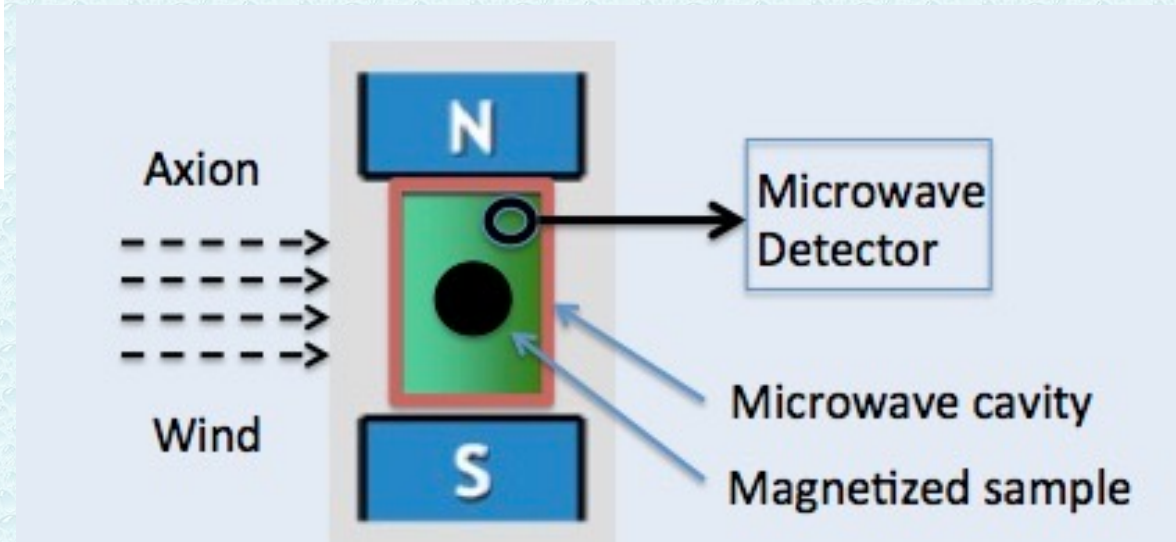 N
Axion
Microwave
Detector
Wind
S
Microwave cavity
Magnetized sample